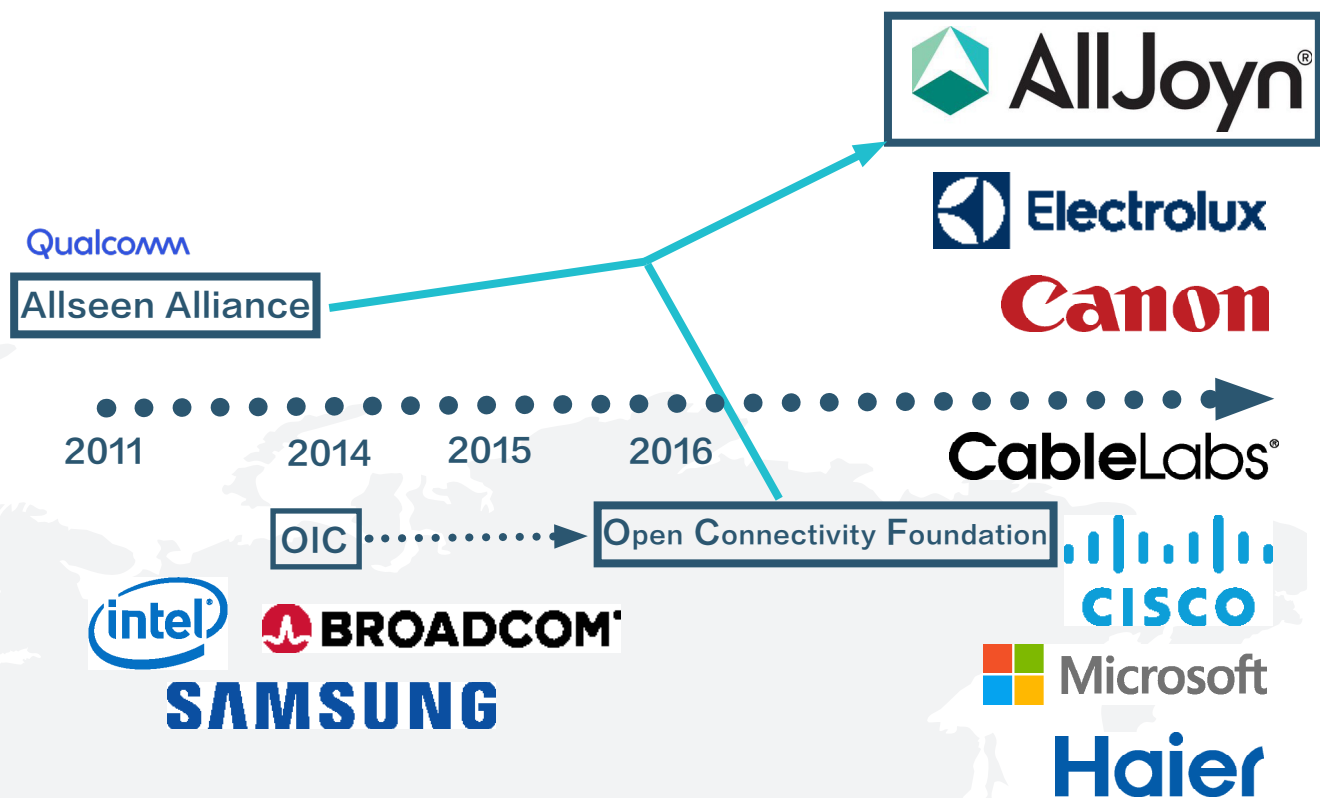 AllJoyn®
Electrolux
Qualcomm
Allseen Alliance
Canon
2011 2014 2015 2016
CableLabs®
OIC
Open Connectivity Foundation
CISCO
intel
BROADCOM
Microsoft
SAMSUNG
Haier